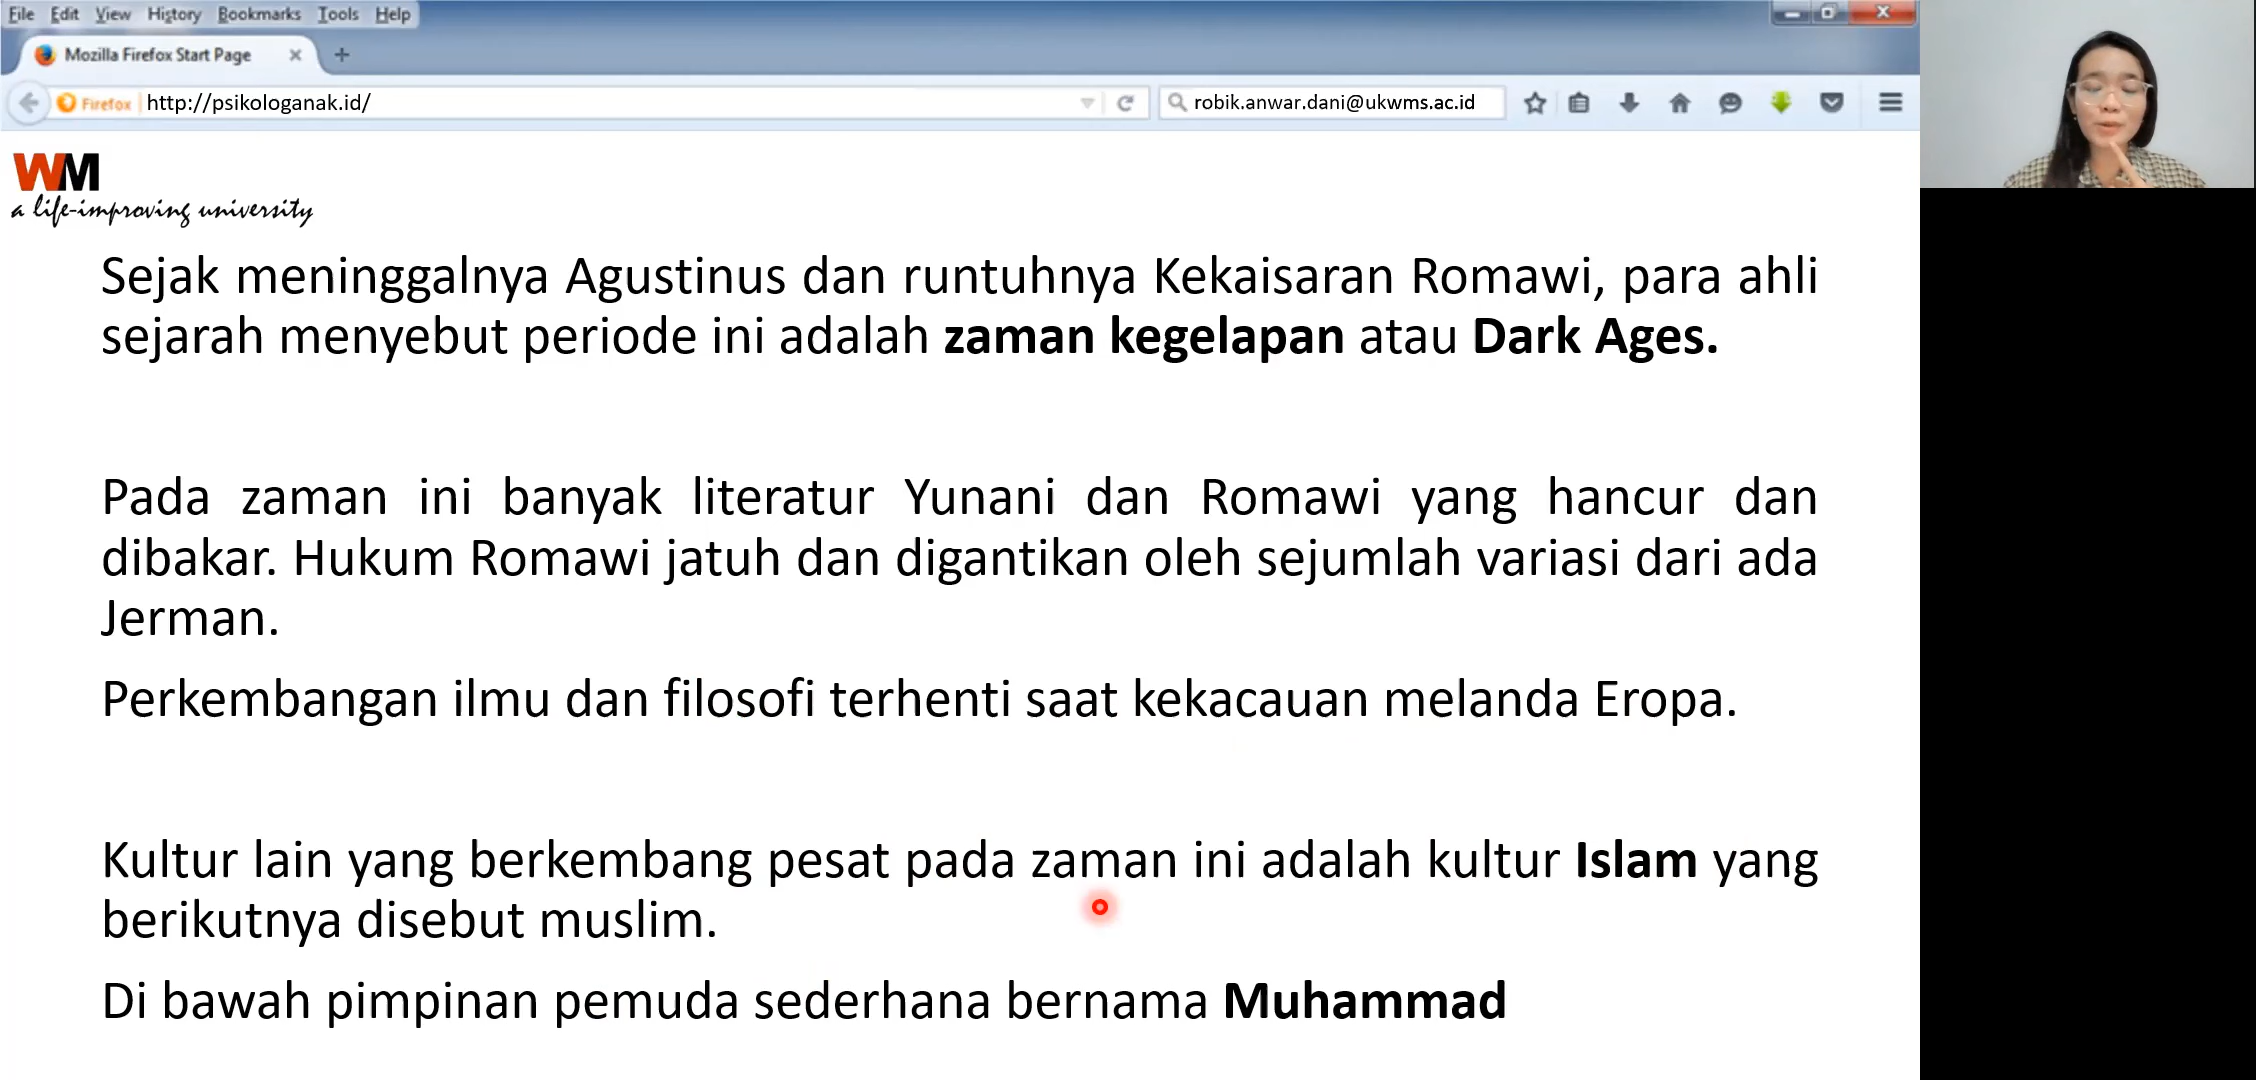 File Edit View History Bookmarks Tools Help
Mozilla Firefox Start Page
Firefox http://psikologanak.id/ robik.anwar.dani@ukwms.ac.id
WM
a life-improving university
Sejak meninggalnya Agustinus dan runtuhnya Kekaisaran Romawi, para ahli
sejarah menyebut periode ini adalah zaman kegelapan atau Dark Ages.
Pada zaman ini banyak literatur Yunani dan Romawi yang hancur dan
dibakar. Hukum Romawi jatuh dan digantikan oleh sejumlah variasi dari ada
Jerman.
Perkembangan ilmu dan filosofi terhenti saat kekacauan melanda Eropa.
Kultur lain yang berkembang pesat pada zaman ini adalah kultur Islam yang
berikutnya disebut muslim.
Di bawah pimpinan pemuda sederhana bernama Muhammad